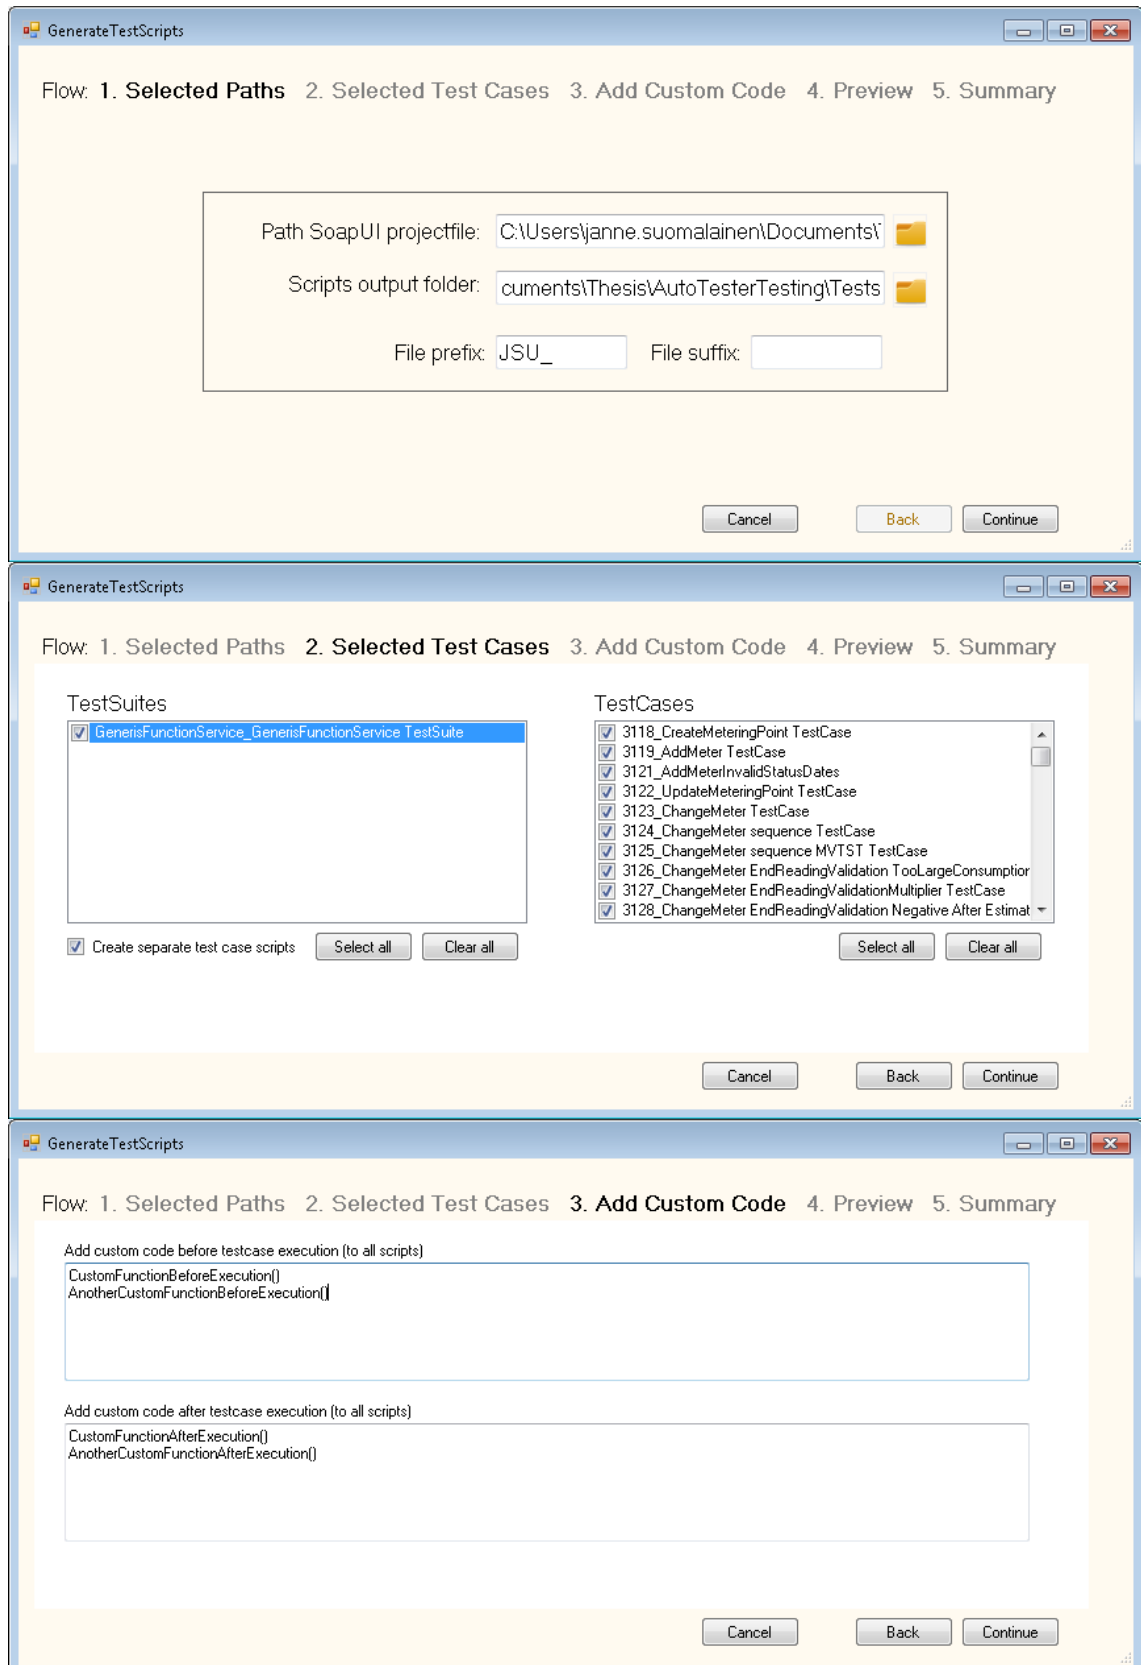 GenerateTestScripts
Flow: 1. Selected Paths 2. Selected Test Cases 3. Add Custom Code 4. Preview 5. Summary
Path SoapUI projectfile: C:\Users\janne.suomalainen\Documents\
Scripts output folder: cuments\Thesis\AutoTesterTesting\Tests
File prefix: JSU_ File suffix:
Cancel Back Continue
GenerateTestScripts
Flow: 1. Selected Paths 2. Selected Test Cases 3. Add Custom Code 4. Preview 5. Summary
TestSuites
GenerisFunctionService_GenerisFunctionService TestSuite
Create separate test case scripts Select all Clear all
TestCases
3118_CreateMeteringPoint TestCase
3119_AddMeter TestCase
3121_AddMeterInvalidStatusDates
3122_UpdateMeteringPoint TestCase
3123_ChangeMeter TestCase
3124_ChangeMeter sequence TestCase
3125_ChangeMeter sequence MVTST TestCase
3126_ChangeMeter EndReadingValidation TooLargeConsumption
3127_ChangeMeter EndReadingValidationMultiplier TestCase
3128_ChangeMeter EndReadingValidation Negative After Estimat
Select all Clear all
Cancel Back Continue
GenerateTestScripts
Flow: 1. Selected Paths 2. Selected Test Cases 3. Add Custom Code 4. Preview 5. Summary
Add custom code before testcase execution (to all scripts)
CustomFunctionBeforeExecution()
AnotherCustomFunctionBeforeExecution()
Add custom code after testcase execution (to all scripts)
CustomFunctionAfterExecution()
AnotherCustomFunctionAfterExecution()
Cancel Back Continue